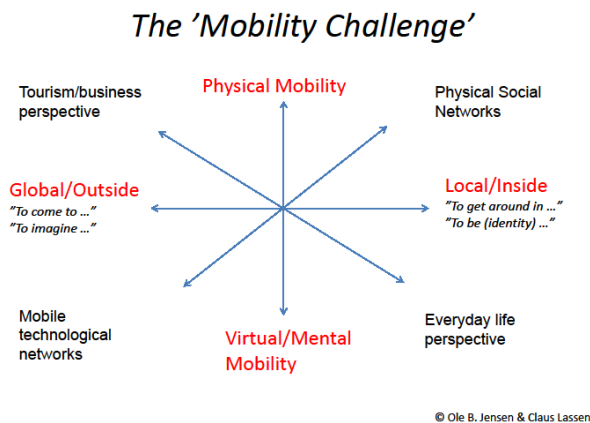 The ’Mobility Challenge’
Tourism/business
perspective
Physical Mobility
Physical Social
Networks
Global/Outside
”To come to …”
”To imagine …”
Local/Inside
”To get around in …”
”To be (identity) …”
Mobile
technological
networks
Virtual/Mental
Mobility
Everyday life
perspective
© Ole B. Jensen & Claus Lassen